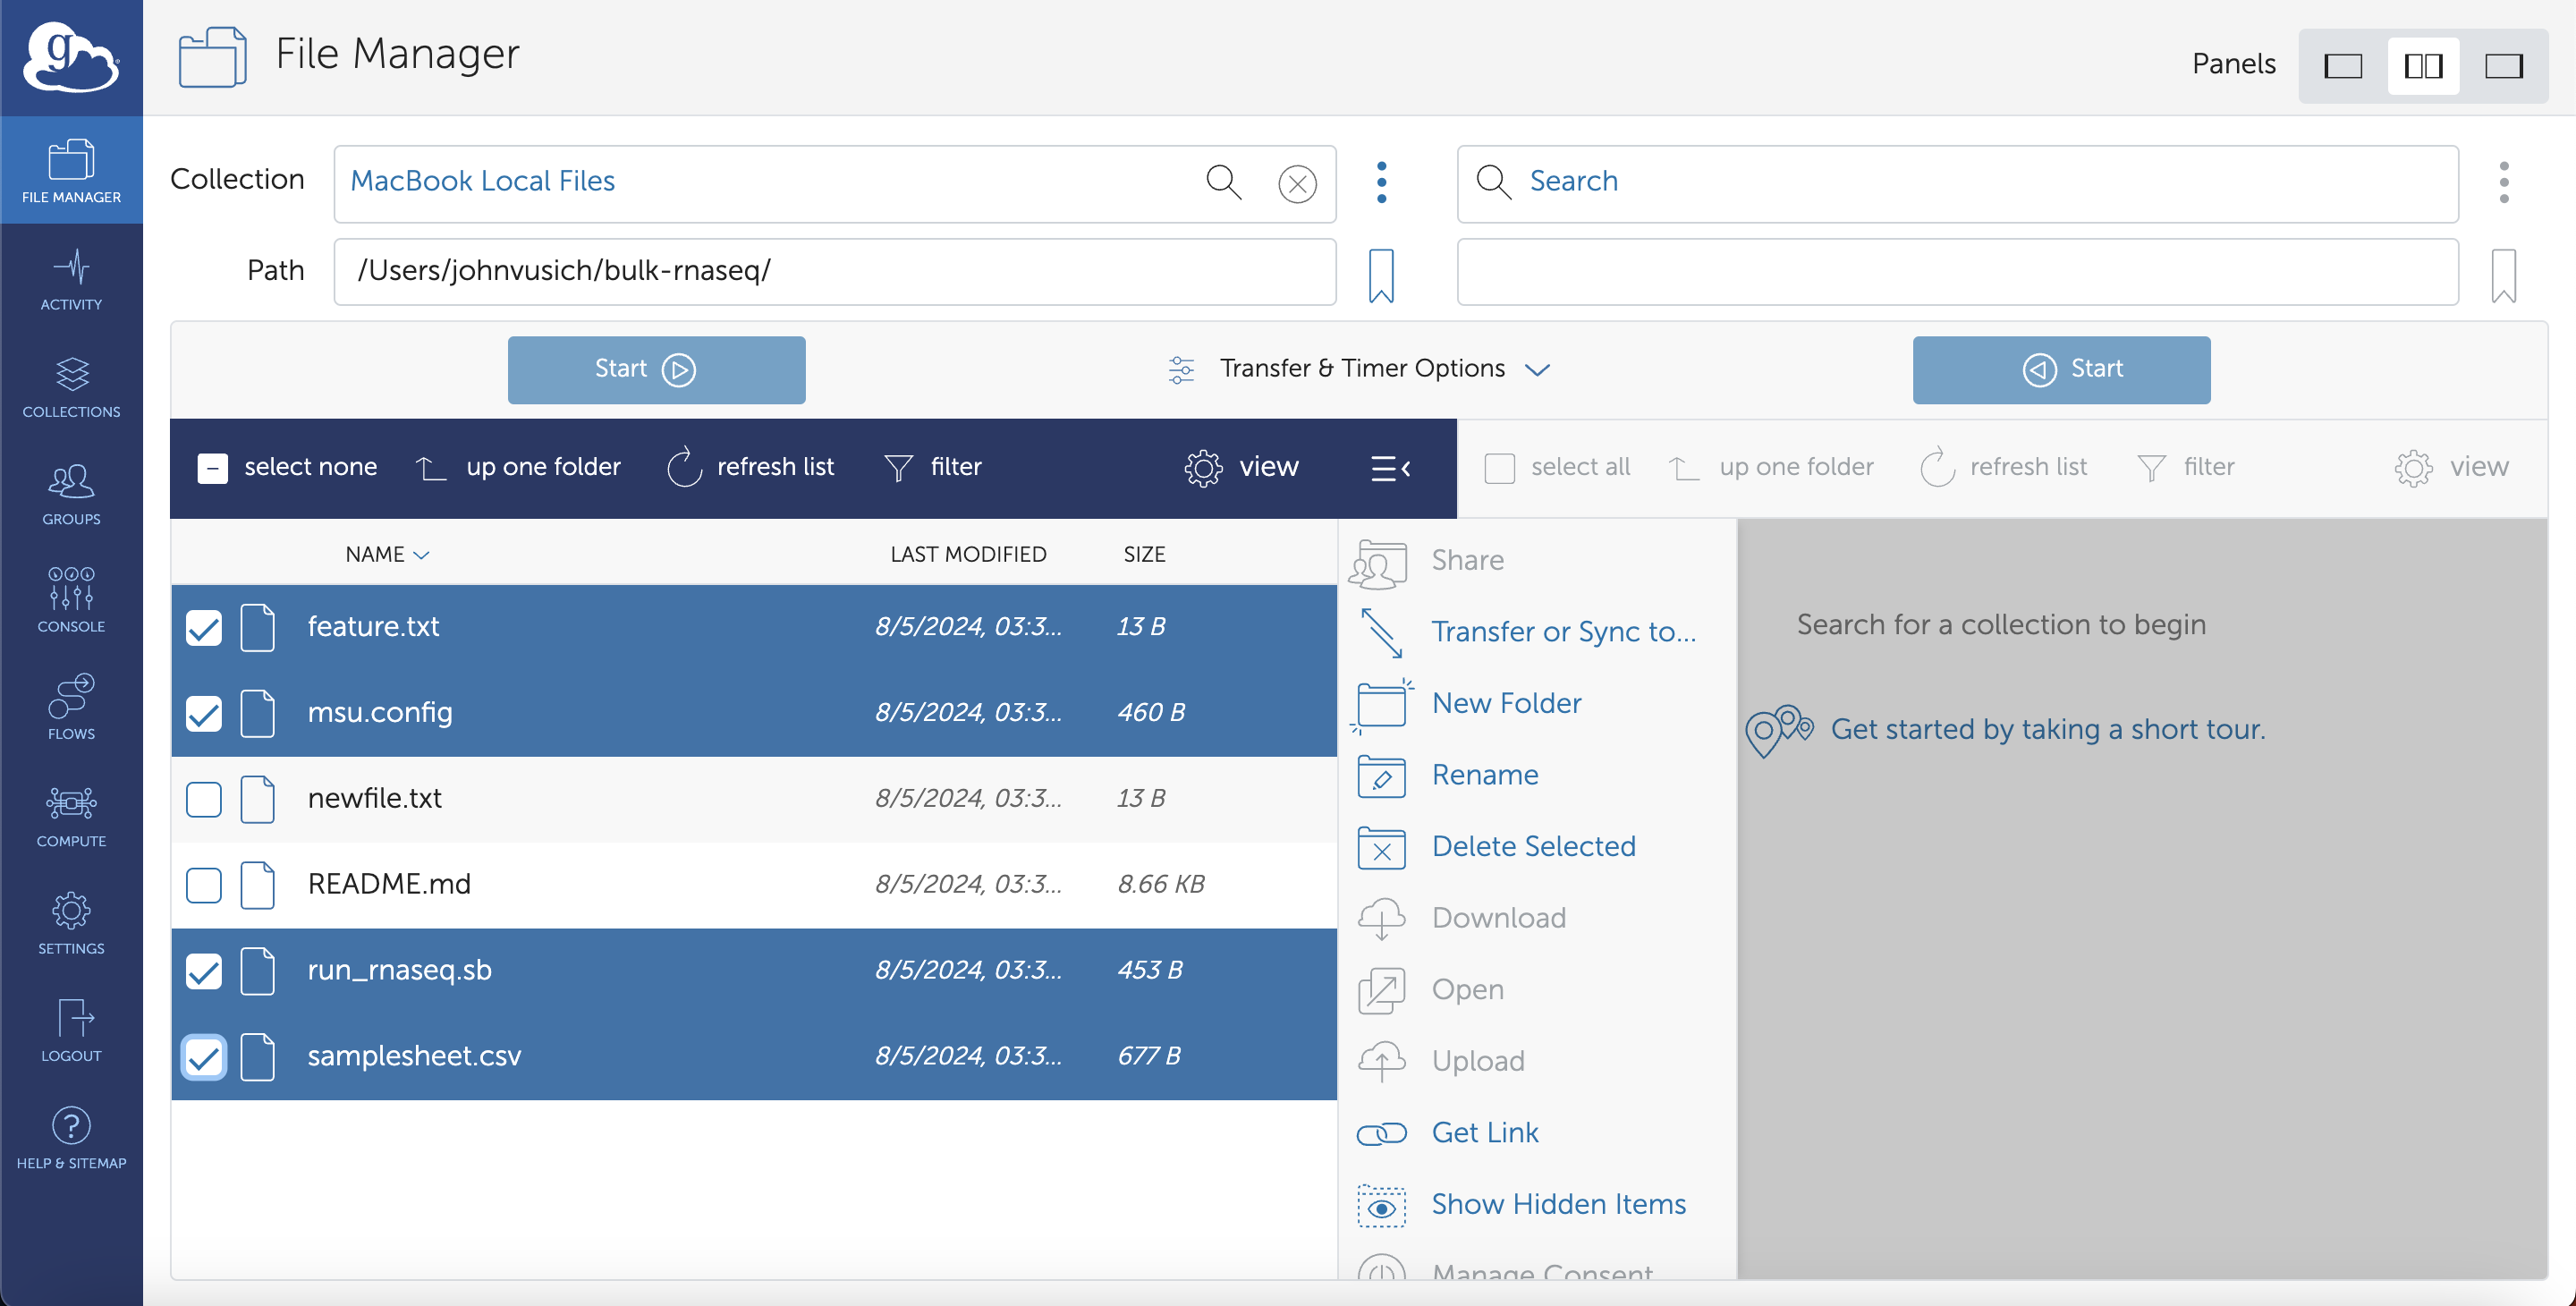 g
File Manager
Panels
FILE MANAGER
ACTIVITY
COLLECTIONS
GROUPS
CONSOLE
FLOWS
COMPUTE
SETTINGS
LOGOUT
HELP & SITEMAP
Collection
MacBook Local Files
Search
Path
/Users/johnvusich/bulk-rnaseq/
Start
Transfer & Timer Options
Start
select none
up one folder
refresh list
filter
view
select all
up one folder
refresh list
filter
view
NAME LAST MODIFIED SIZE
feature.txt 8/5/2024, 03:3... 13 B
msu.config 8/5/2024, 03:3... 460 B
newfile.txt 8/5/2024, 03:3... 13 B
README.md 8/5/2024, 03:3... 8.66 KB
run_rnaseq.sb 8/5/2024, 03:3... 453 B
samplesheet.csv 8/5/2024, 03:3... 677 B
Share
Transfer or Sync to...
New Folder
Rename
Delete Selected
Download
Open
Upload
Get Link
Show Hidden Items
Manage Consent
Search for a collection to begin
Get started by taking a short tour.